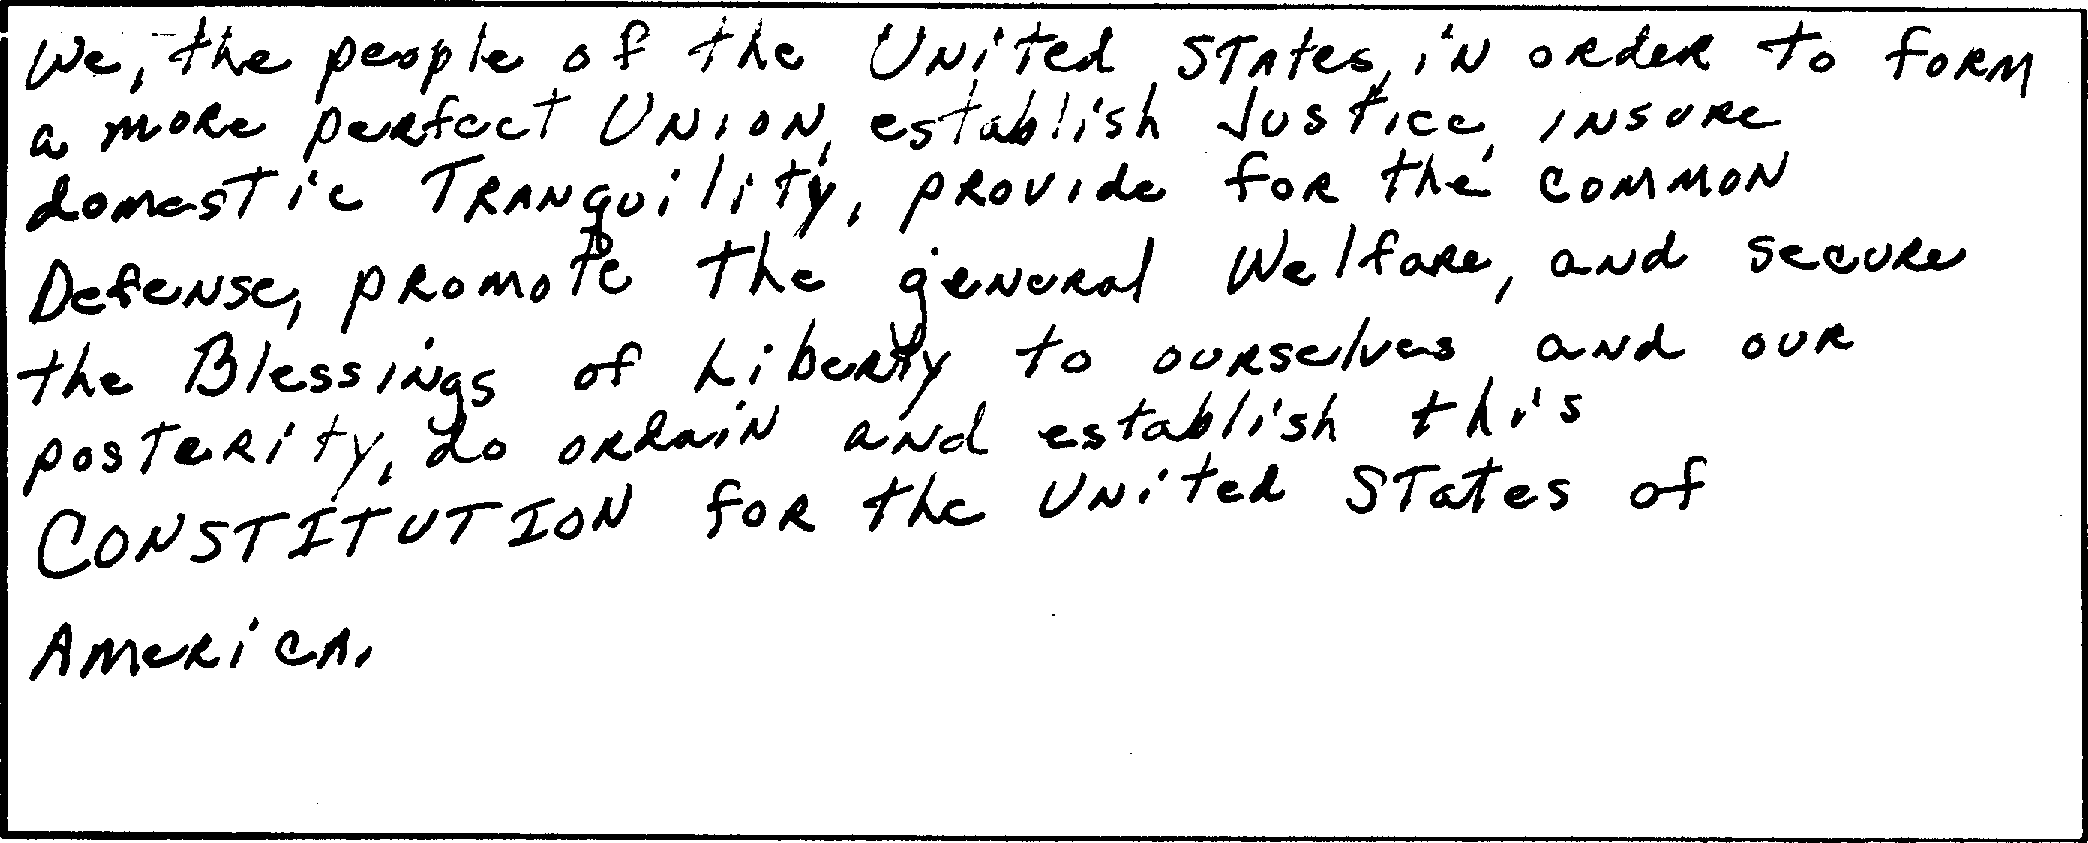 We, the people of the United States, in order to form
a more perfect Union, establish Justice, insure
domestic Tranquility, provide for the common
Defense, promote the general Welfare, and secure
the Blessings of Liberty to ourselves and our
posterity, do ordain and establish this
CONSTITUTION for the United States of
America.